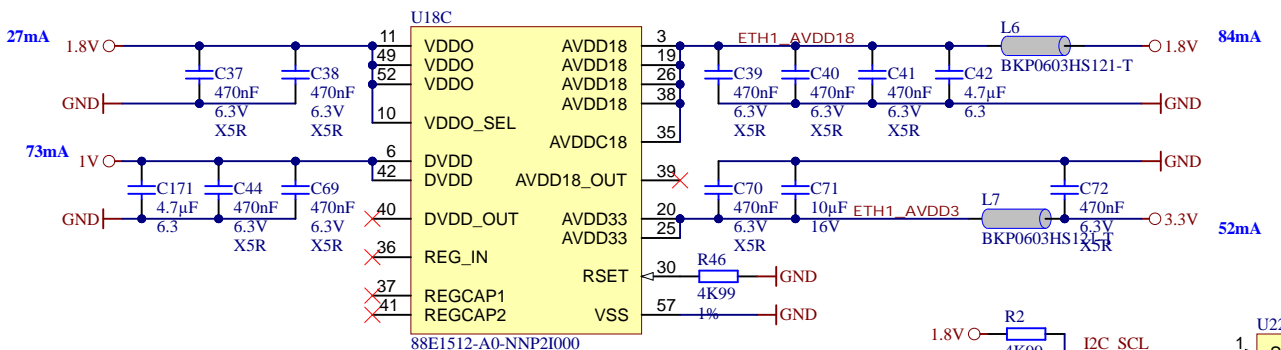 U18C
27mA 1.8V 11 VDDO AVDD18 3 ETH1_AVDD18 L6 1.8V 84mA
49 VDDO AVDD18 19 BKP0603HS121-T
52 VDDO AVDD18 26
C37 C38 AVDD18 38 C39 C40 C41 C42
470nF 470nF 470nF 470nF 470nF 4.7µF
GND 6.3V 6.3V 6.3V 6.3V 6.3V 6.3 GND
X5R X5R X5R X5R X5R
10 VDDO_SEL
AVDDC18 35
73mA 1V 6 DVDD GND
42 DVDD AVDD18_OUT 39
C171 C44 C69 C70 C71 C72
4.7µF 470nF 470nF 470nF 10µF 470nF
GND 6.3 6.3V 6.3V 6.3V 16V 6.3V
X5R X5R X5R X5R
40 DVDD_OUT AVDD33 20 ETH1_AVDD3 L7 3.3V 52mA
AVDD33 25 BKP0603HS121-T
36 REG_IN
RSET 30 R46 GND
4K99
1%
37 REGCAP1
41 REGCAP2 VSS 57 GND
88E1512-A0-NNP2I000
1.8V R2
I2C_SCL
1
U22